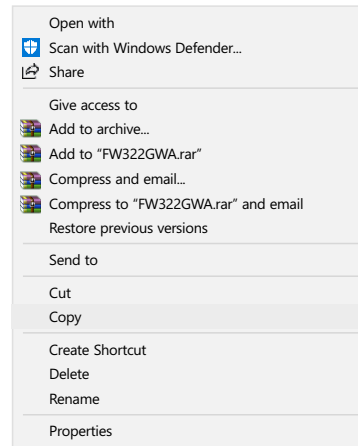 Open with
Scan with Windows Defender...
Share
Give access to
Add to archive...
Add to “FW322GWA.rar”
Compress and email...
Compress to “FW322GWA.rar” and email
Restore previous versions
Send to
Cut
Copy
Create Shortcut
Delete
Rename
Properties